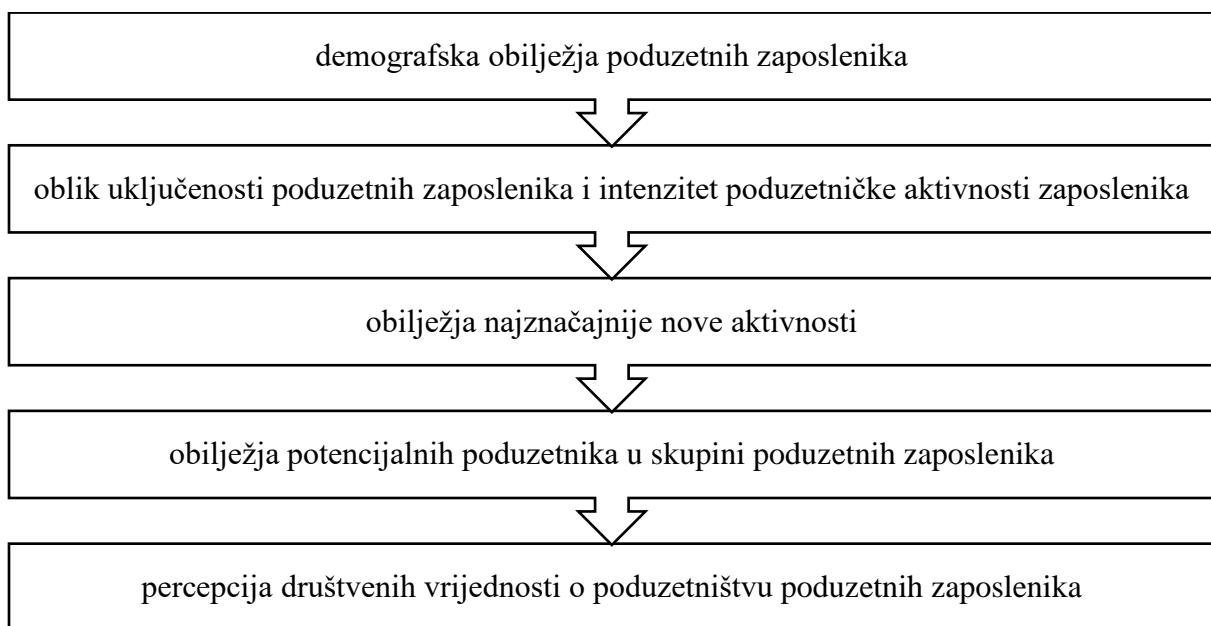 demografska obilježja poduzetnih zaposlenika
oblik uključenosti poduzetnih zaposlenika i intenzitet poduzetničke aktivnosti zaposlenika
obilježja najznačajnije nove aktivnosti
obilježja potencijalnih poduzetnika u skupini poduzetnih zaposlenika
percepcija društvenih vrijednosti o poduzetništvu poduzetnih zaposlenika